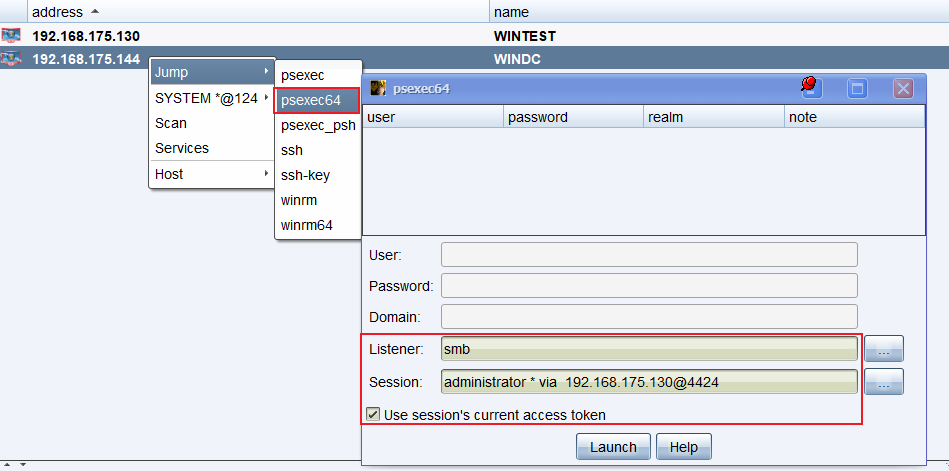 address name
192.168.175.130 WINTEST
192.168.175.144 WINDC
Jump psexec
SYSTEM *@124 psexec64
Scan psexec_psh
Services ssh
Host ssh-key
winrm
winrm64
psexec64
user password realm note
User:
Password:
Domain:
Listener: smb ...
Session: administrator * via 192.168.175.130@4424 ...
Use session's current access token
Launch Help